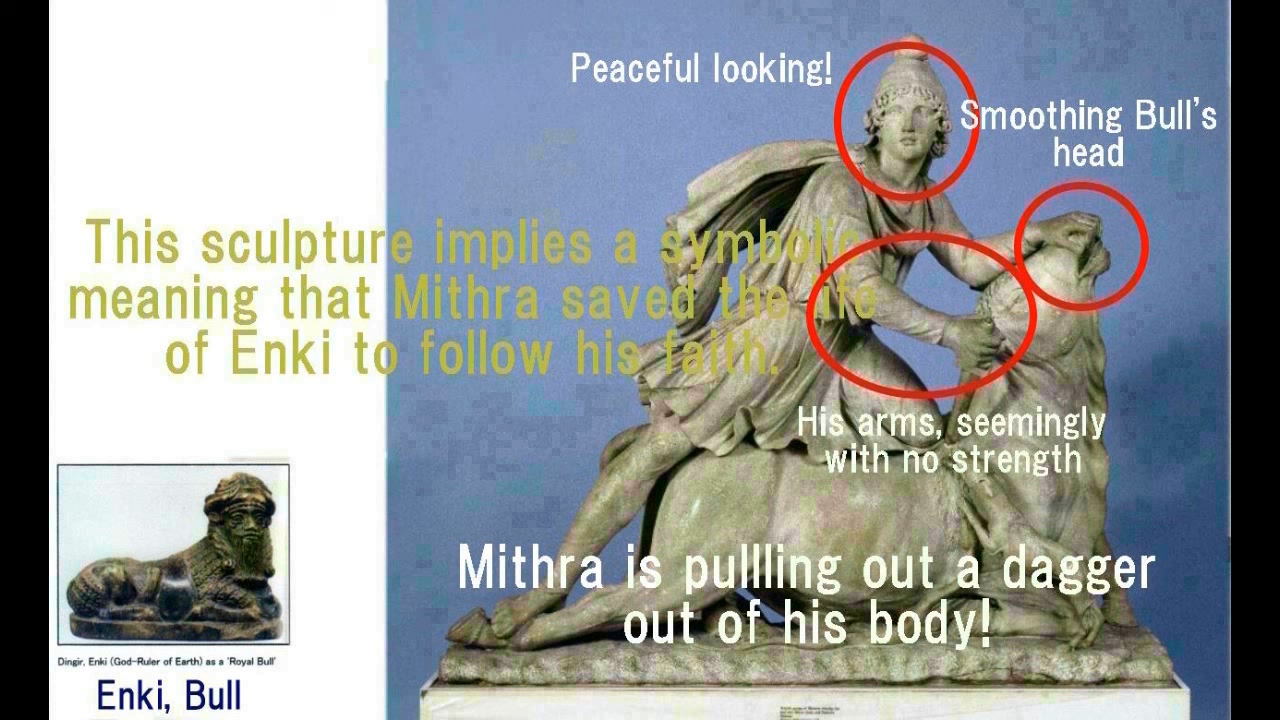 Peaceful looking!
Smoothing Bull's
head
This sculpture implies a symbolic
meaning that Mithra saved the life
of Enki to follow his faith.
His arms, seemingly
with no strength
Mithra is pullling out a dagger
out of his body!
Dingir, Enki (God-Ruler of Earth) as a 'Royal Bull'
Enki, Bull